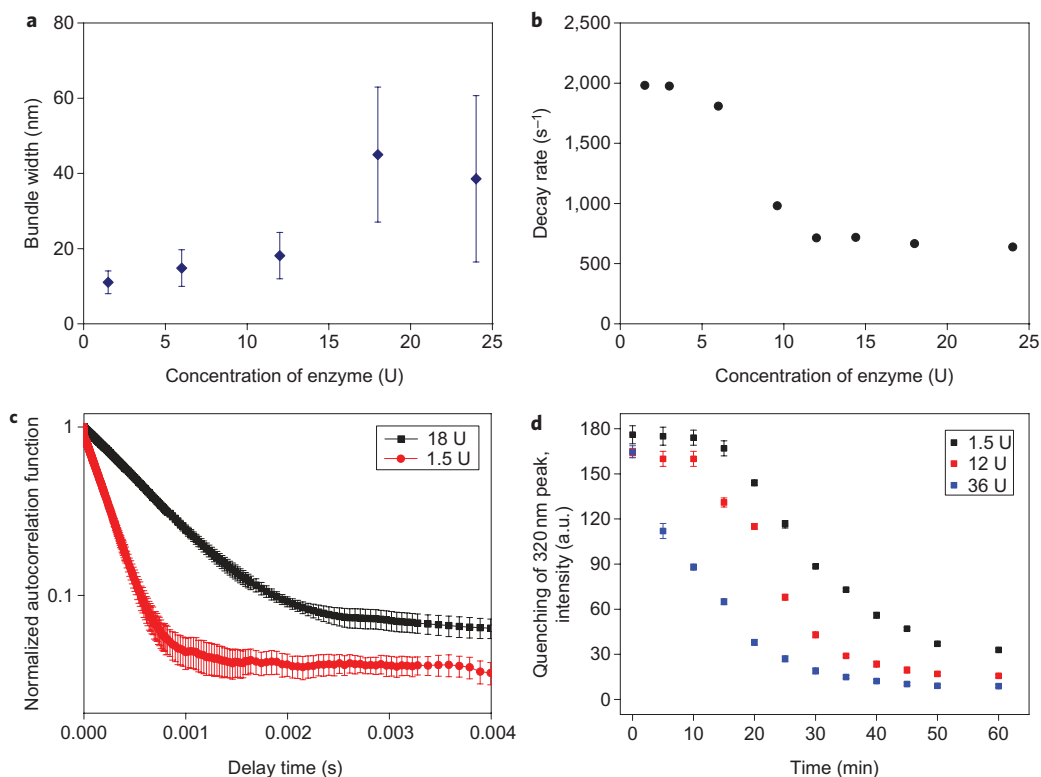 a
80
60
40
20
0
Bundle width (nm)
0 5 10 15 20 25
Concentration of enzyme (U)
b
2,500
2,000
1,500
1,000
500
0
Decay rate (s⁻¹)
0 5 10 15 20 25
Concentration of enzyme (U)
c
1
0.1
Normalized autocorrelation function
18 U
1.5 U
0.000 0.001 0.002 0.003 0.004
Delay time (s)
d
180
150
120
90
60
30
0
Quenching of 320 nm peak,
intensity (a.u.)
1.5 U
12 U
36 U
0 10 20 30 40 50 60
Time (min)